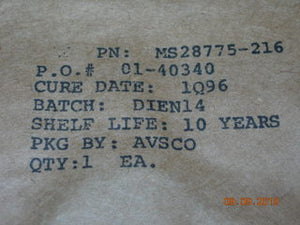 PN: MS28775-216
P.O.# 01-40340
CURE DATE: 1Q96
BATCH: DIEN14
SHELF LIFE: 10 YEARS
PKG BY: AVSCO
QTY:1 EA.